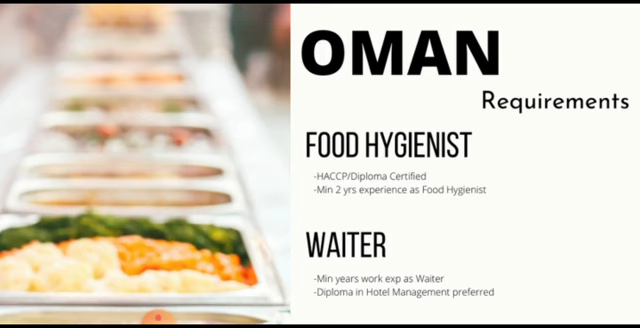 OMAN
Requirements
FOOD HYGIENIST
-HACCP/Diploma Certified
-Min 2 yrs experience as Food Hygienist
WAITER
-Min years work exp as Waiter
-Diploma in Hotel Management preferred